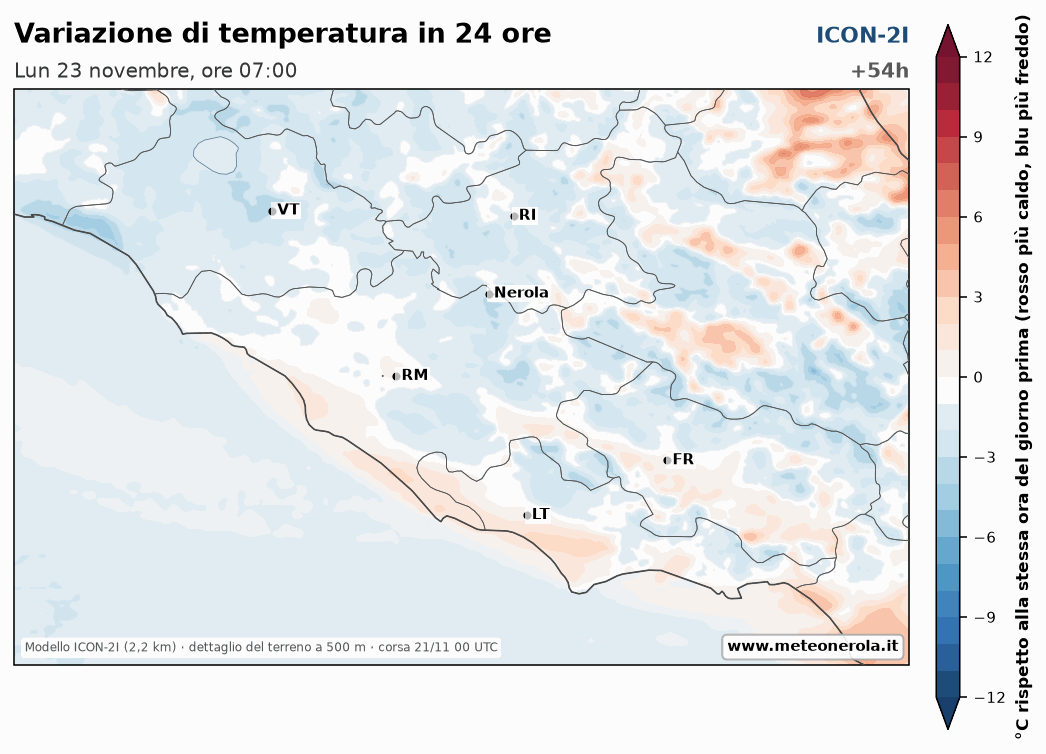 Variazione di temperatura in 24 ore
ICON-2I
Lun 23 novembre, ore 07:00
+54h
VT
RI
Nerola
RM
FR
LT
Modello ICON-2I (2,2 km) · dettaglio del terreno a 500 m · corsa 21/11 00 UTC
www.meteonerola.it
12
9
6
3
0
−3
−6
−9
−12
°C rispetto alla stessa ora del giorno prima (rosso più caldo, blu più freddo)